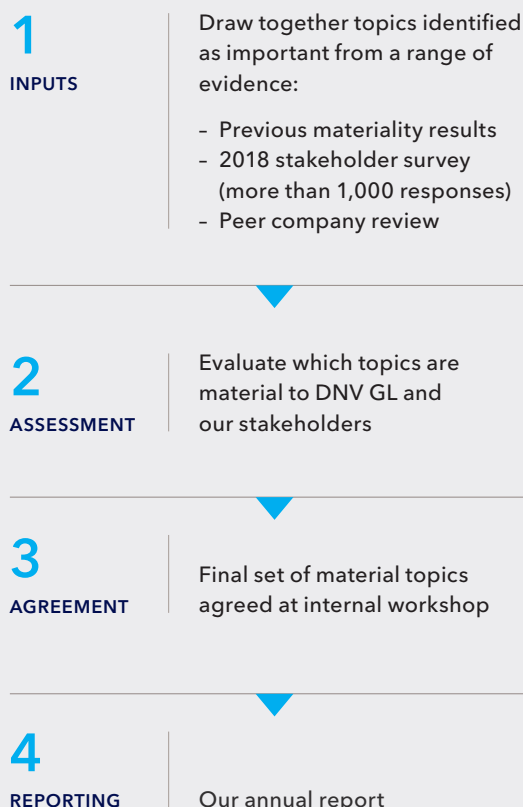 1
INPUTS
Draw together topics identified
as important from a range of
evidence:
– Previous materiality results
– 2018 stakeholder survey
(more than 1,000 responses)
– Peer company review
2
ASSESSMENT
Evaluate which topics are
material to DNV GL and
our stakeholders
3
AGREEMENT
Final set of material topics
agreed at internal workshop
4
REPORTING
Our annual report